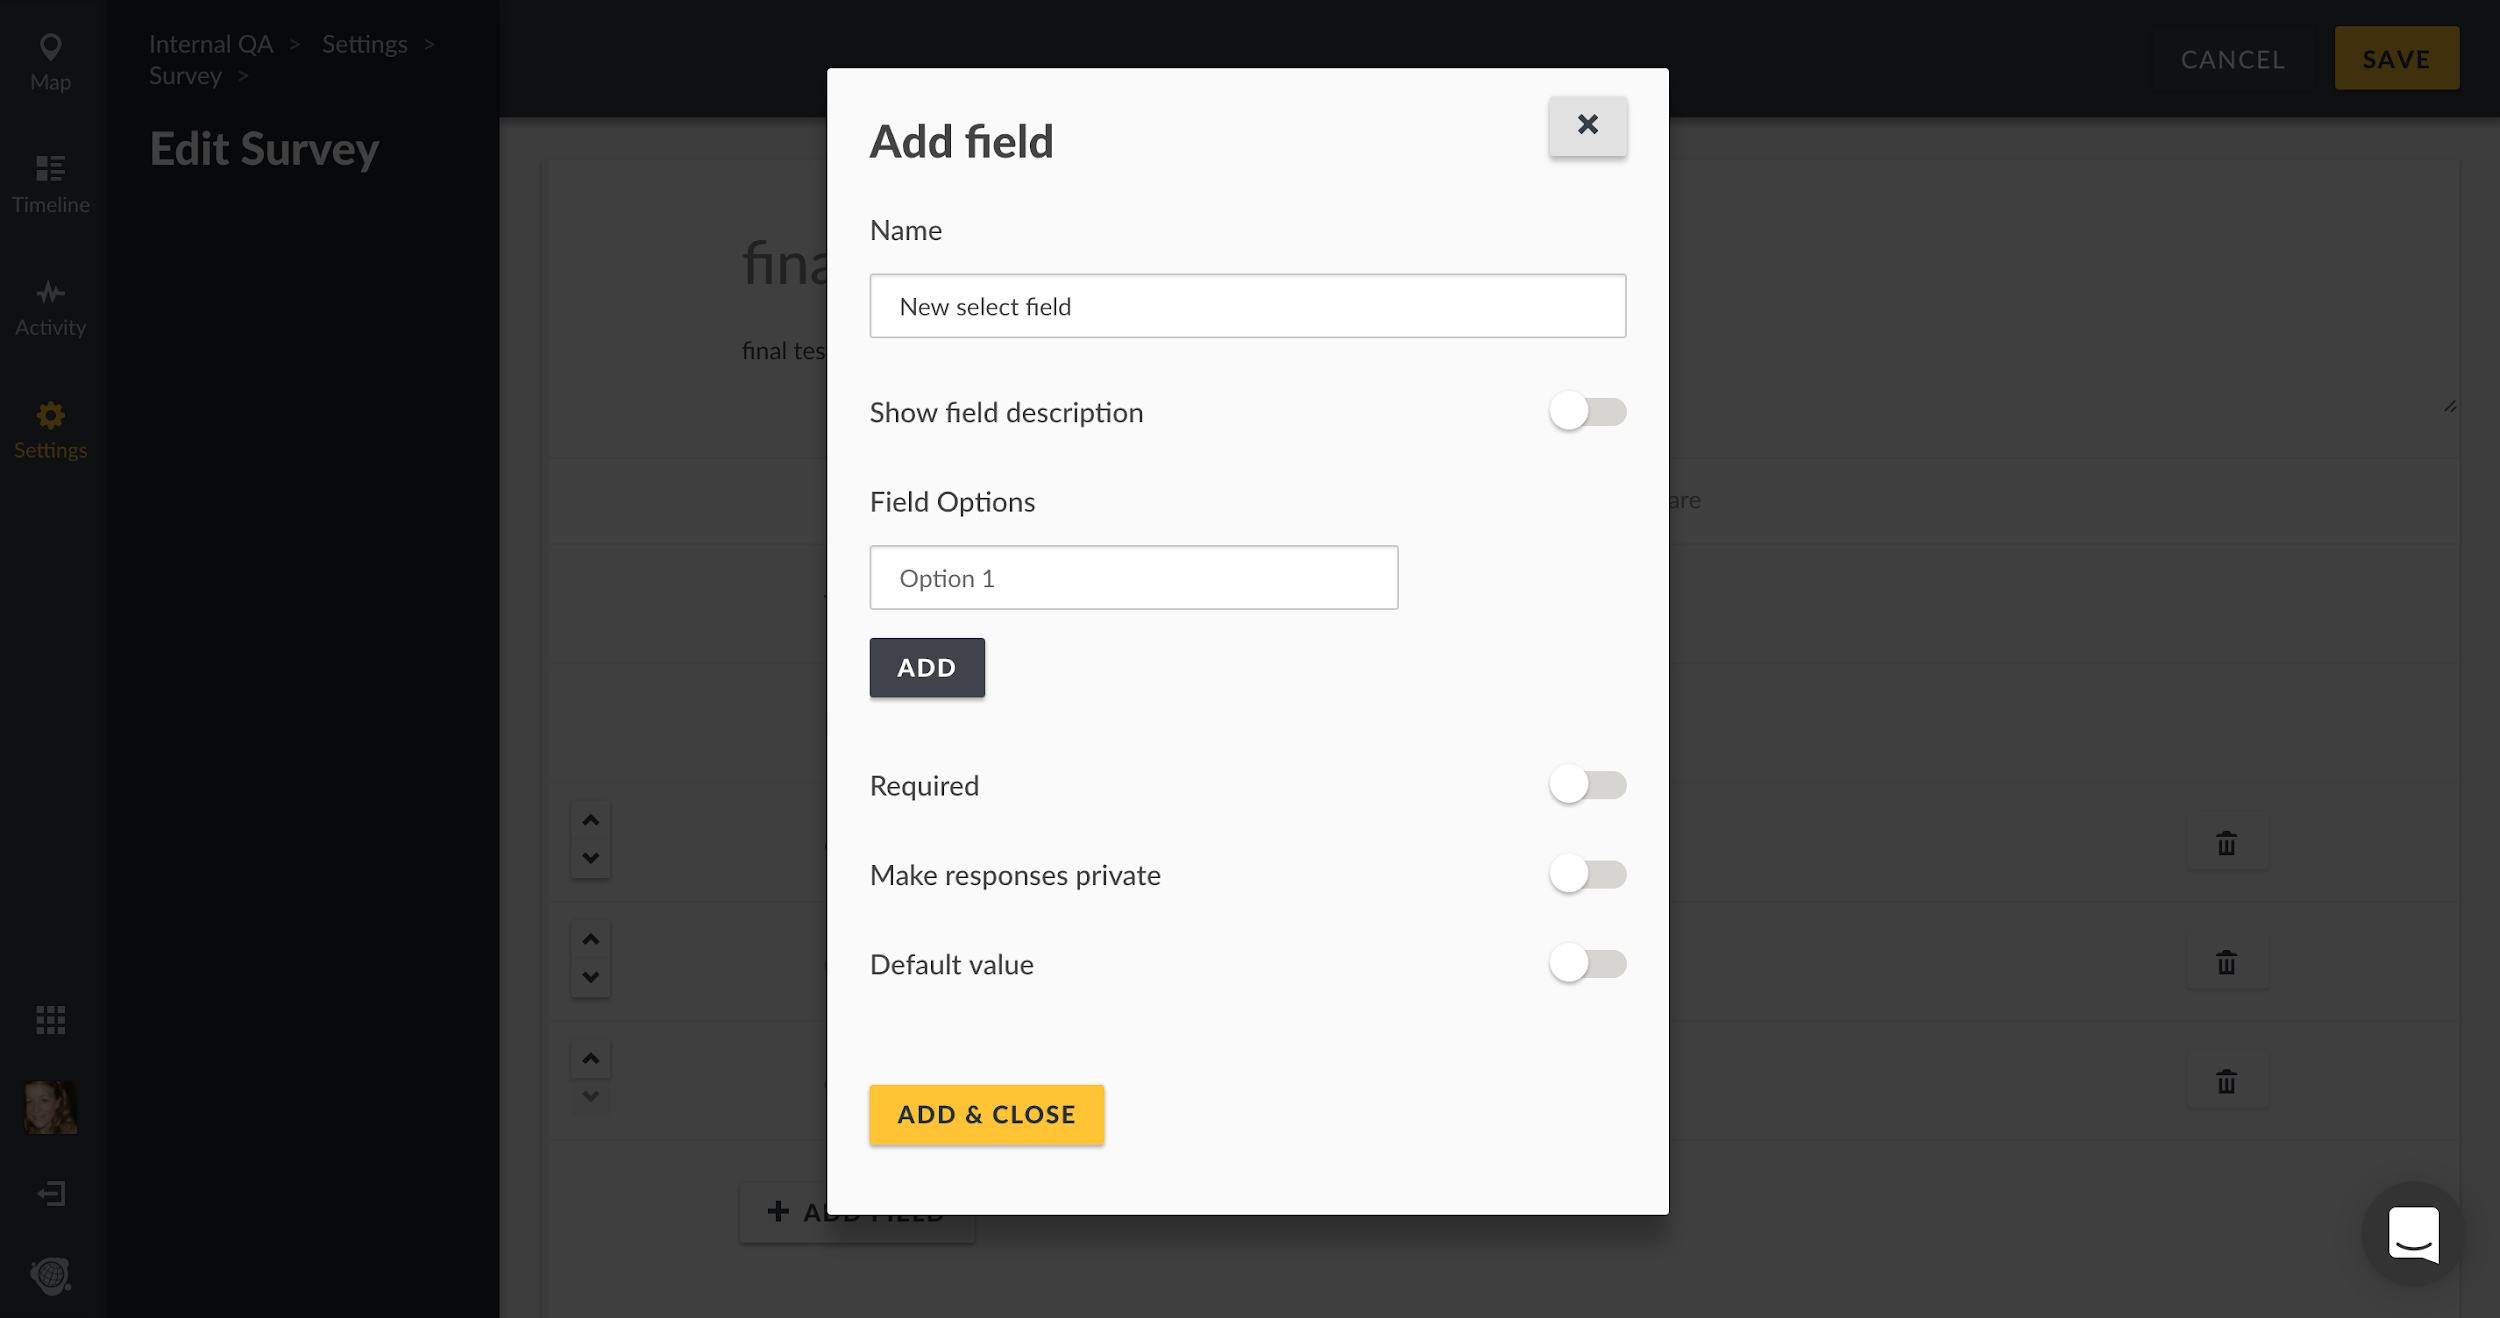 Map
Timeline
Activity
Settings
Internal QA > Settings >
Survey >
Edit Survey
CANCEL
SAVE
final tes
are
Add field
Name
New select field
Show field description
Field Options
Option 1
ADD
Required
Make responses private
Default value
ADD & CLOSE
+ ADD FIELD